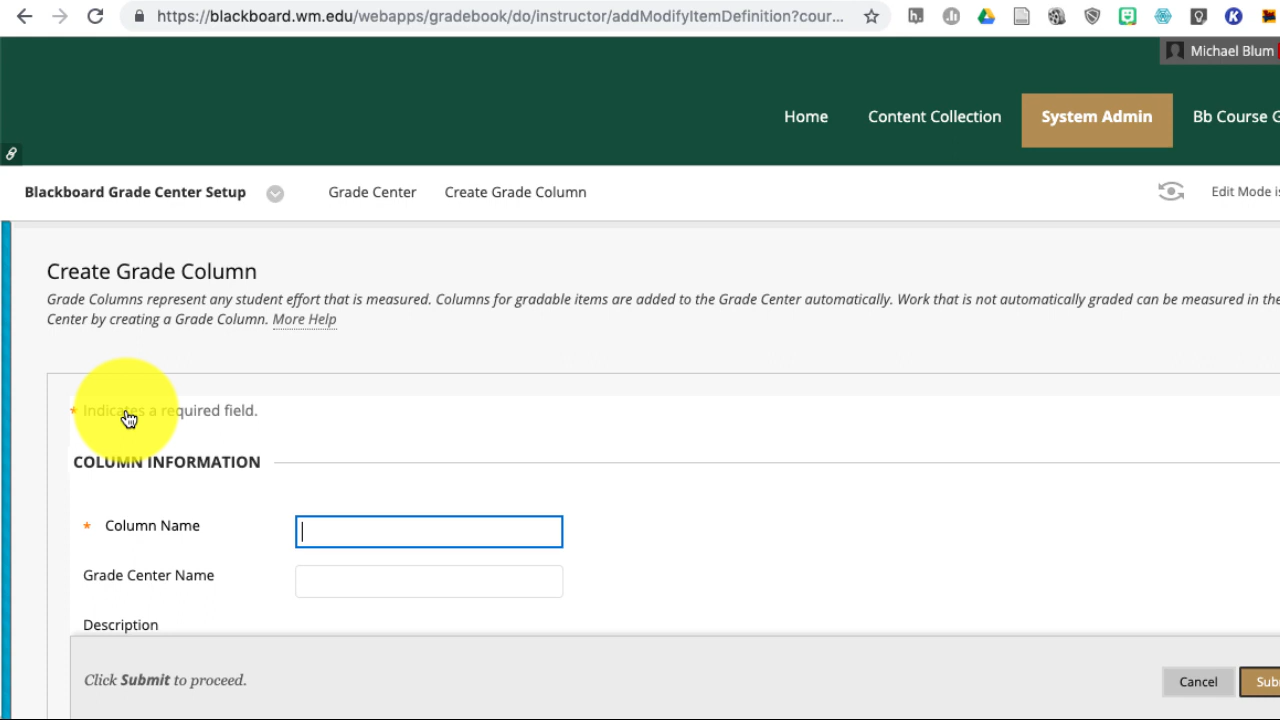 https://blackboard.wm.edu/webapps/gradebook/do/instructor/addModifyItemDefinition?cour...
Michael Blum
Home
Content Collection
System Admin
Bb Course G
Blackboard Grade Center Setup
Grade Center
Create Grade Column
Edit Mode is
Create Grade Column
Grade Columns represent any student effort that is measured. Columns for gradable items are added to the Grade Center automatically. Work that is not automatically graded can be measured in the
Center by creating a Grade Column. More Help
* Indicates a required field.
COLUMN INFORMATION
* Column Name
Grade Center Name
Description
Click Submit to proceed.
Cancel
Sub